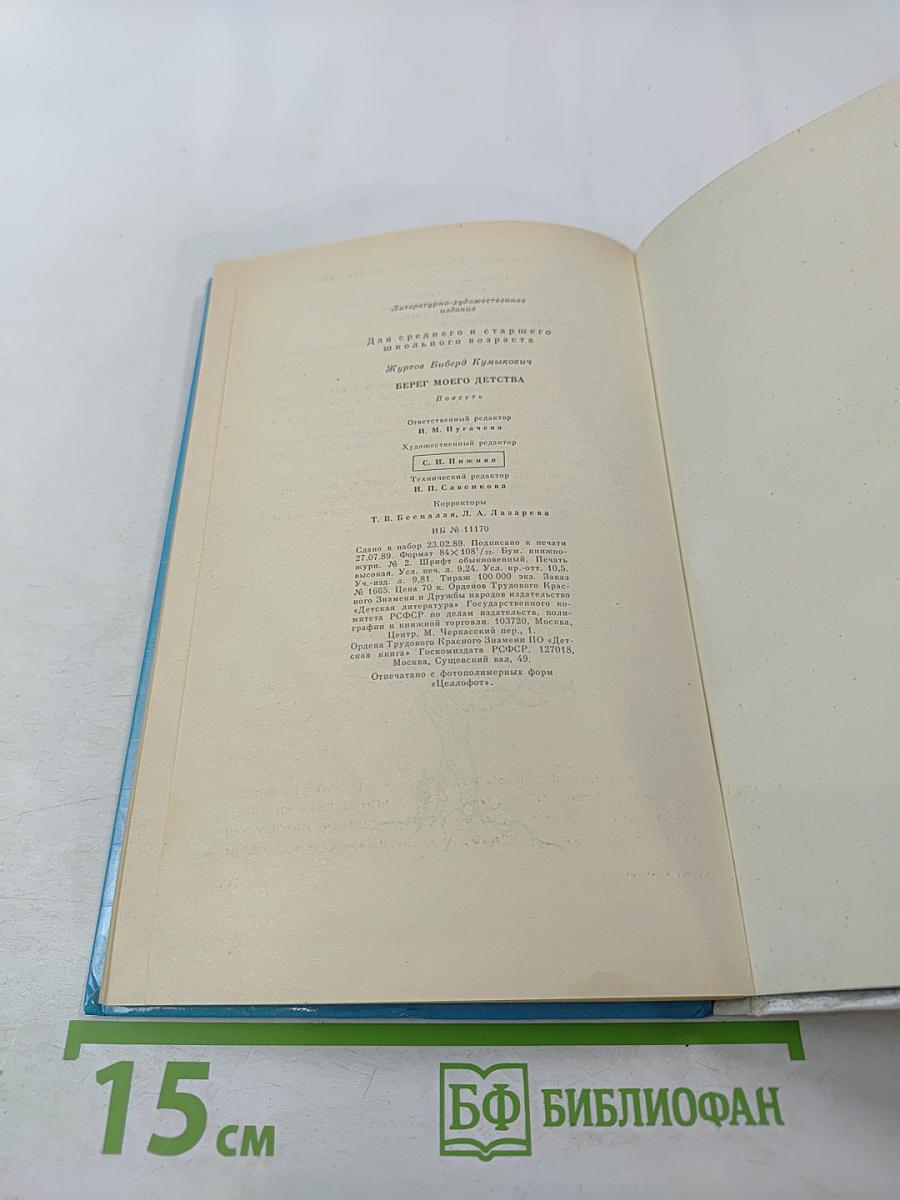 Литературно-художественное
издание
Для среднего и старшего
школьного возраста
Журтов Биберд Кумыкович
БЕРЕГ МОЕГО ДЕТСТВА
Повесть
Ответственный редактор
И. М. Пугачева
Художественный редактор
С. И. Нижняя
Технический редактор
И. П. Савенкова
Корректоры
Т. В. Беспалая, Л. А. Лазарева
ИБ № 11170
Сдано в набор 23.02.89. Подписано к печати
27.07.89. Формат 84×108¹/₃₂. Бум. книжно-
журн. № 2. Шрифт обыкновенный. Печать
высокая. Усл. печ. л. 9,24. Усл. кр.-отт. 10,5.
Уч.-изд. л. 9,81. Тираж 100 000 экз. Заказ
№ 1665. Цена 70 к. Орденов Трудового Крас-
ного Знамени и Дружбы народов издательство
«Детская литература» Государственного ко-
митета РСФСР по делам издательств, поли-
графии и книжной торговли. 103720, Москва,
Центр, М. Черкасский пер., 1.
Ордена Трудового Красного Знамени ПО «Дет-
ская книга» Госкомиздата РСФСР. 127018,
Москва, Сущевский вал, 49.
Отпечатано с фотополимерных форм
«Целлофот».
15 см
БФ БИБЛИОФАН